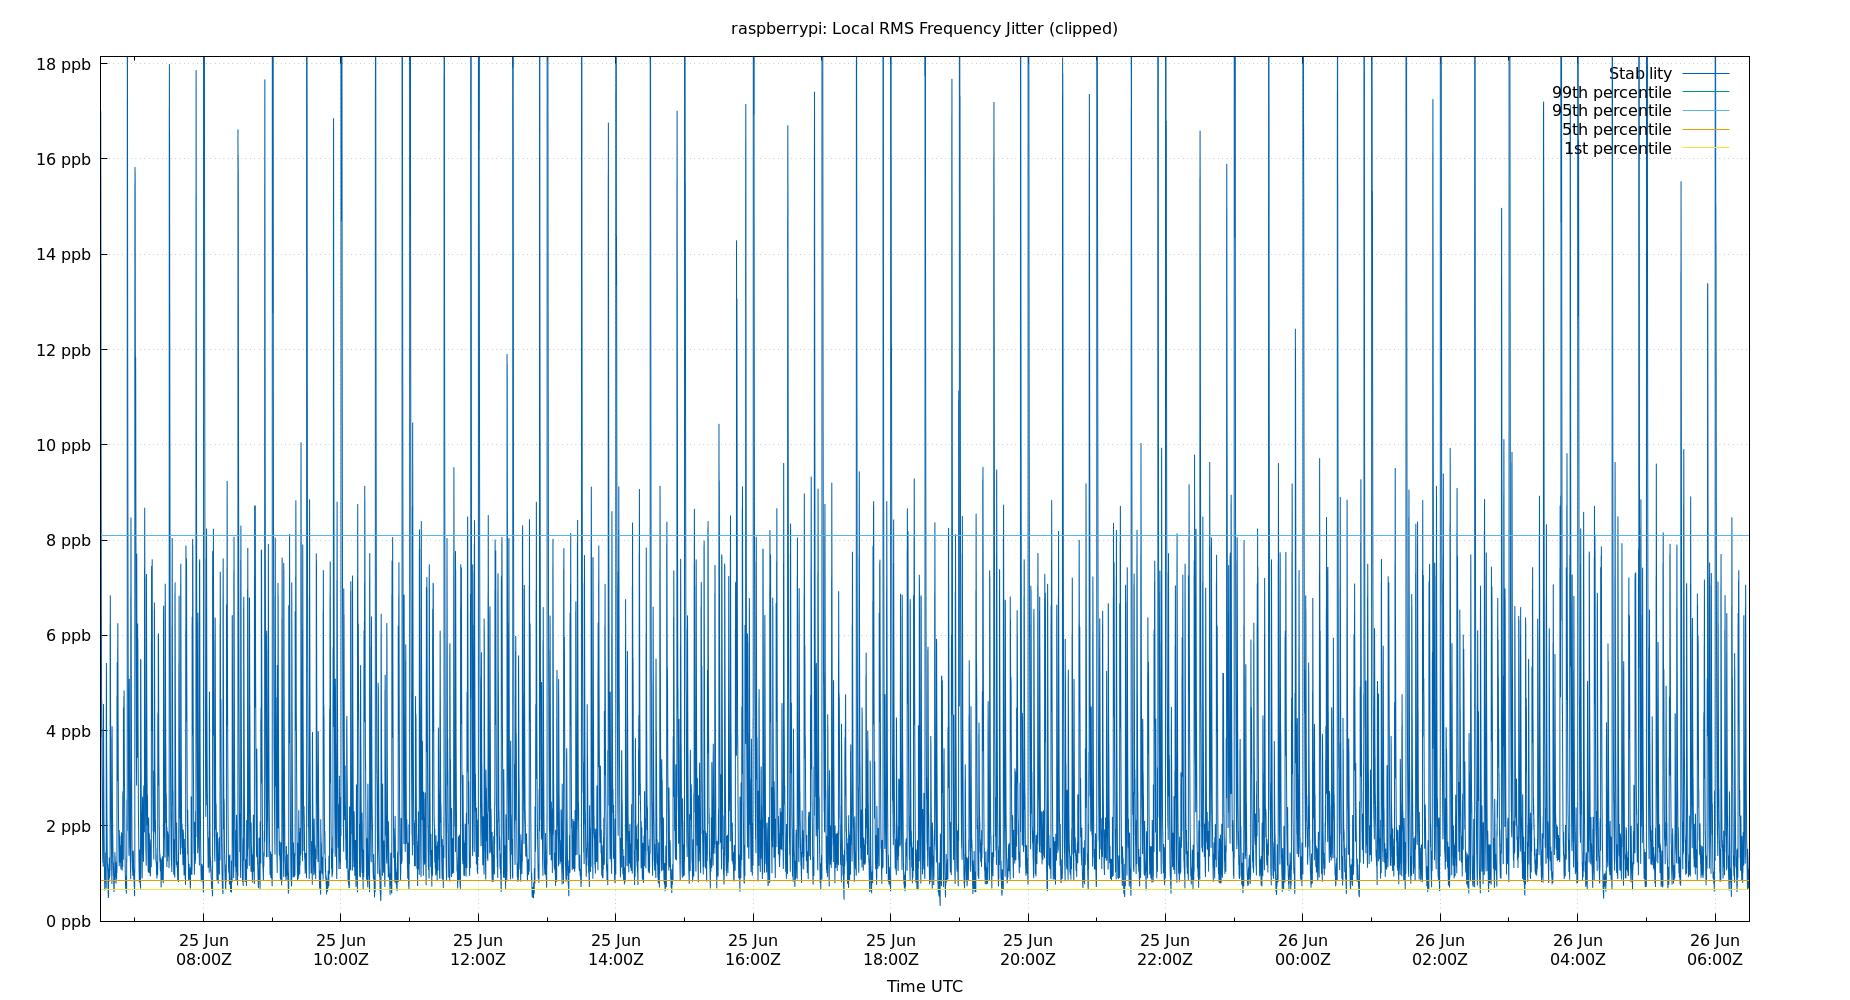 raspberrypi: Local RMS Frequency Jitter (clipped)
18 ppb
16 ppb
14 ppb
12 ppb
10 ppb
8 ppb
6 ppb
4 ppb
2 ppb
0 ppb
Stability
99th percentile
95th percentile
5th percentile
1st percentile
25 Jun 25 Jun 25 Jun 25 Jun 25 Jun 25 Jun 25 Jun 25 Jun 26 Jun 26 Jun 26 Jun 26 Jun
08:00Z 10:00Z 12:00Z 14:00Z 16:00Z 18:00Z 20:00Z 22:00Z 00:00Z 02:00Z 04:00Z 06:00Z
Time UTC